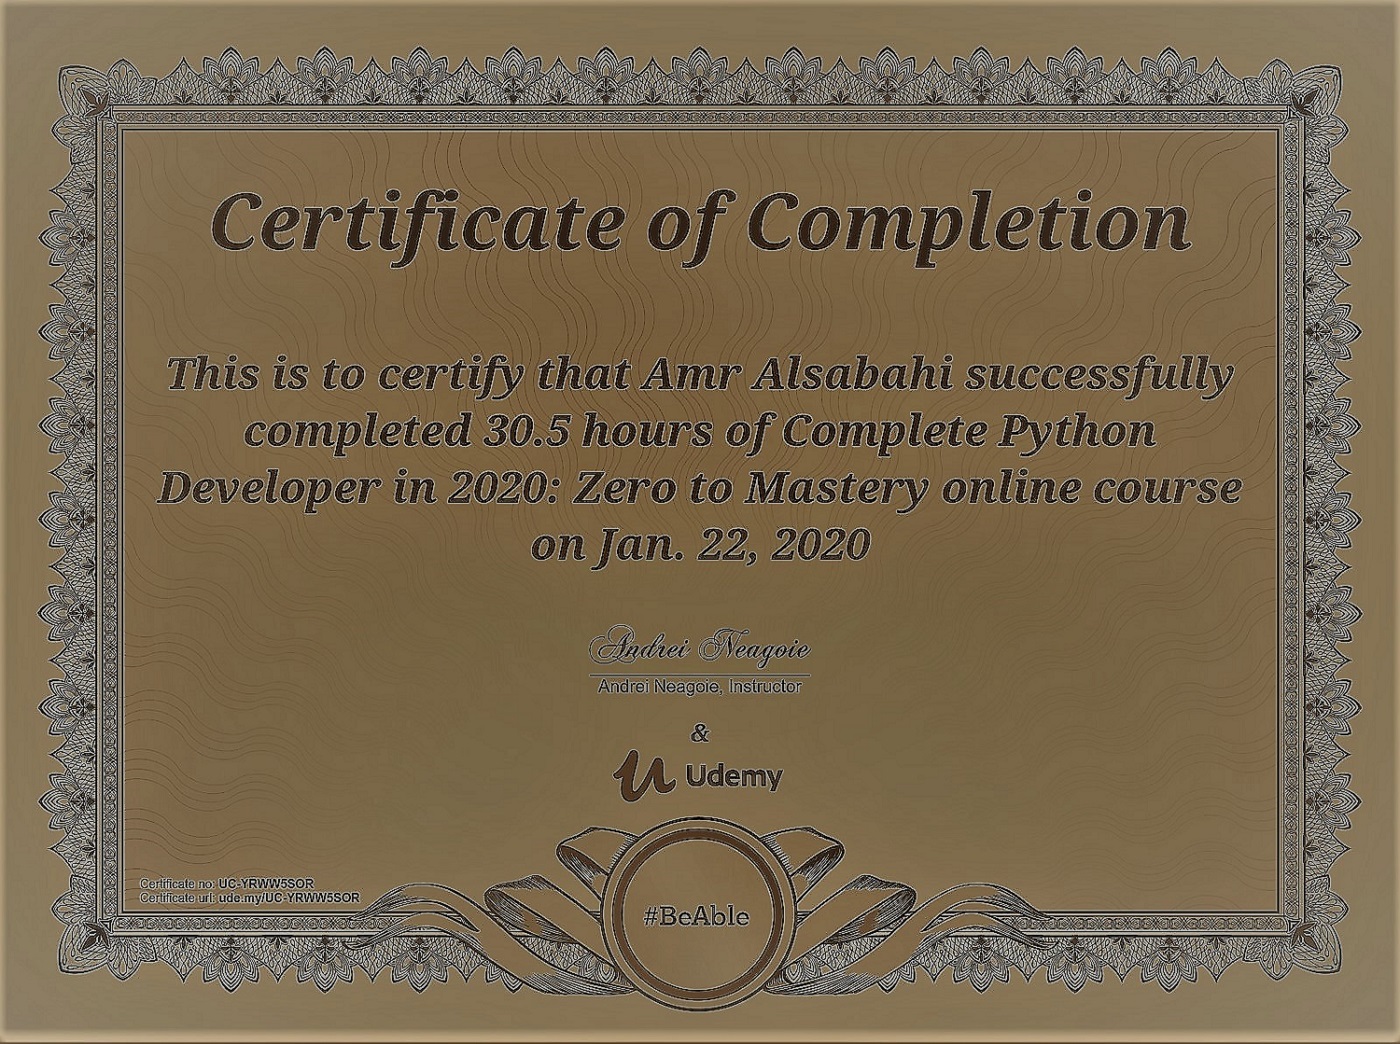 Certificate of Completion
This is to certify that Amr Alsabahi successfully
completed 30.5 hours of Complete Python
Developer in 2020: Zero to Mastery online course
on Jan. 22, 2020
Andrei Neagoie
Andrei Neagoie, Instructor
&
Udemy
Certificate no: UC-YRWW5SOR
Certificate url: ude.my/UC-YRWW5SOR
#BeAble